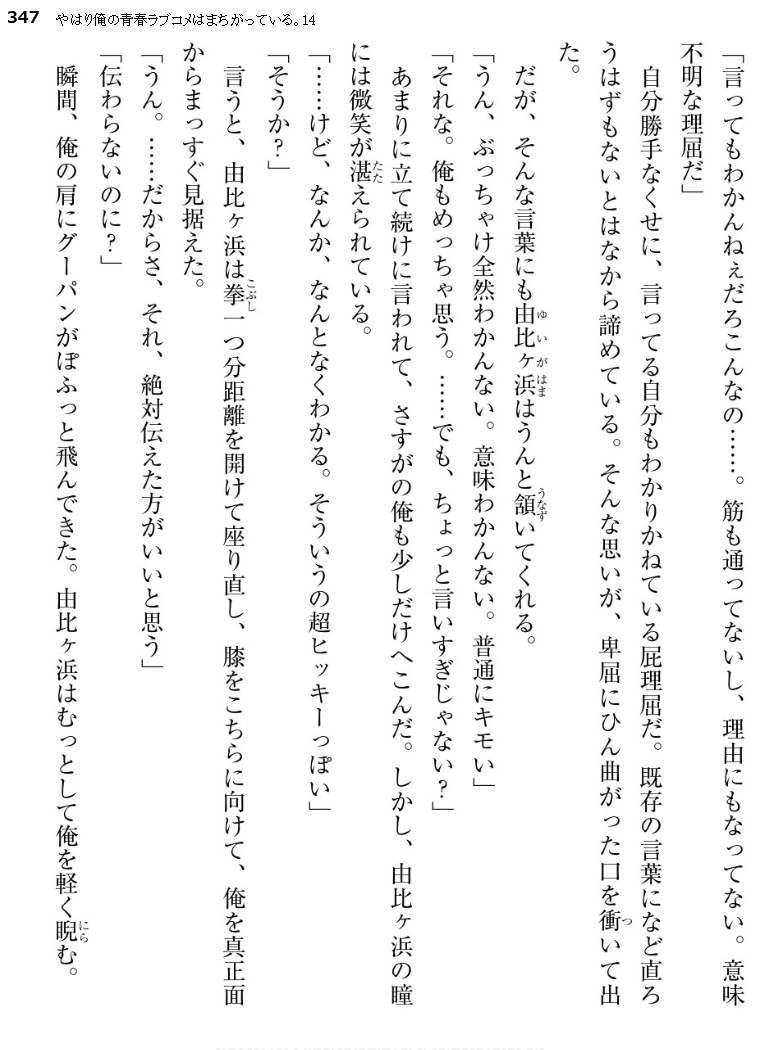 347 やはり俺の青春ラブコメはまちがっている。14
「言ってもわかんねぇだろこんなの……。筋も通ってないし、理由にもなってない。意味
不明な理屈だ」
自分勝手なくせに、言ってる自分もわかりかねている屁理屈だ。既存の言葉になど直ろ
うはずもないとはなから諦めている。そんな思いが、卑屈にひん曲がった口を衝いて出
た。
だが、そんな言葉にも由比ヶ浜はうんと頷いてくれる。
「うん、ぶっちゃけ全然わかんない。意味わかんない。普通にキモい」
「それな。俺もめっちゃ思う。……でも、ちょっと言いすぎじゃない?」
あまりに立て続けに言われて、さすがの俺も少しだけへこんだ。しかし、由比ヶ浜の瞳
には微笑が湛えられている。
「……けど、なんか、なんとなくわかる。そういうの超ヒッキーっぽい」
「そうか?」
言うと、由比ヶ浜は拳一つ分距離を開けて座り直し、膝をこちらに向けて、俺を真正面
からまっすぐ見据えた。
「うん。……だからさ、それ、絶対伝えた方がいいと思う」
「伝わらないのに?」
瞬間、俺の肩にグーパンがぽふっと飛んできた。由比ヶ浜はむっとして俺を軽く睨む。